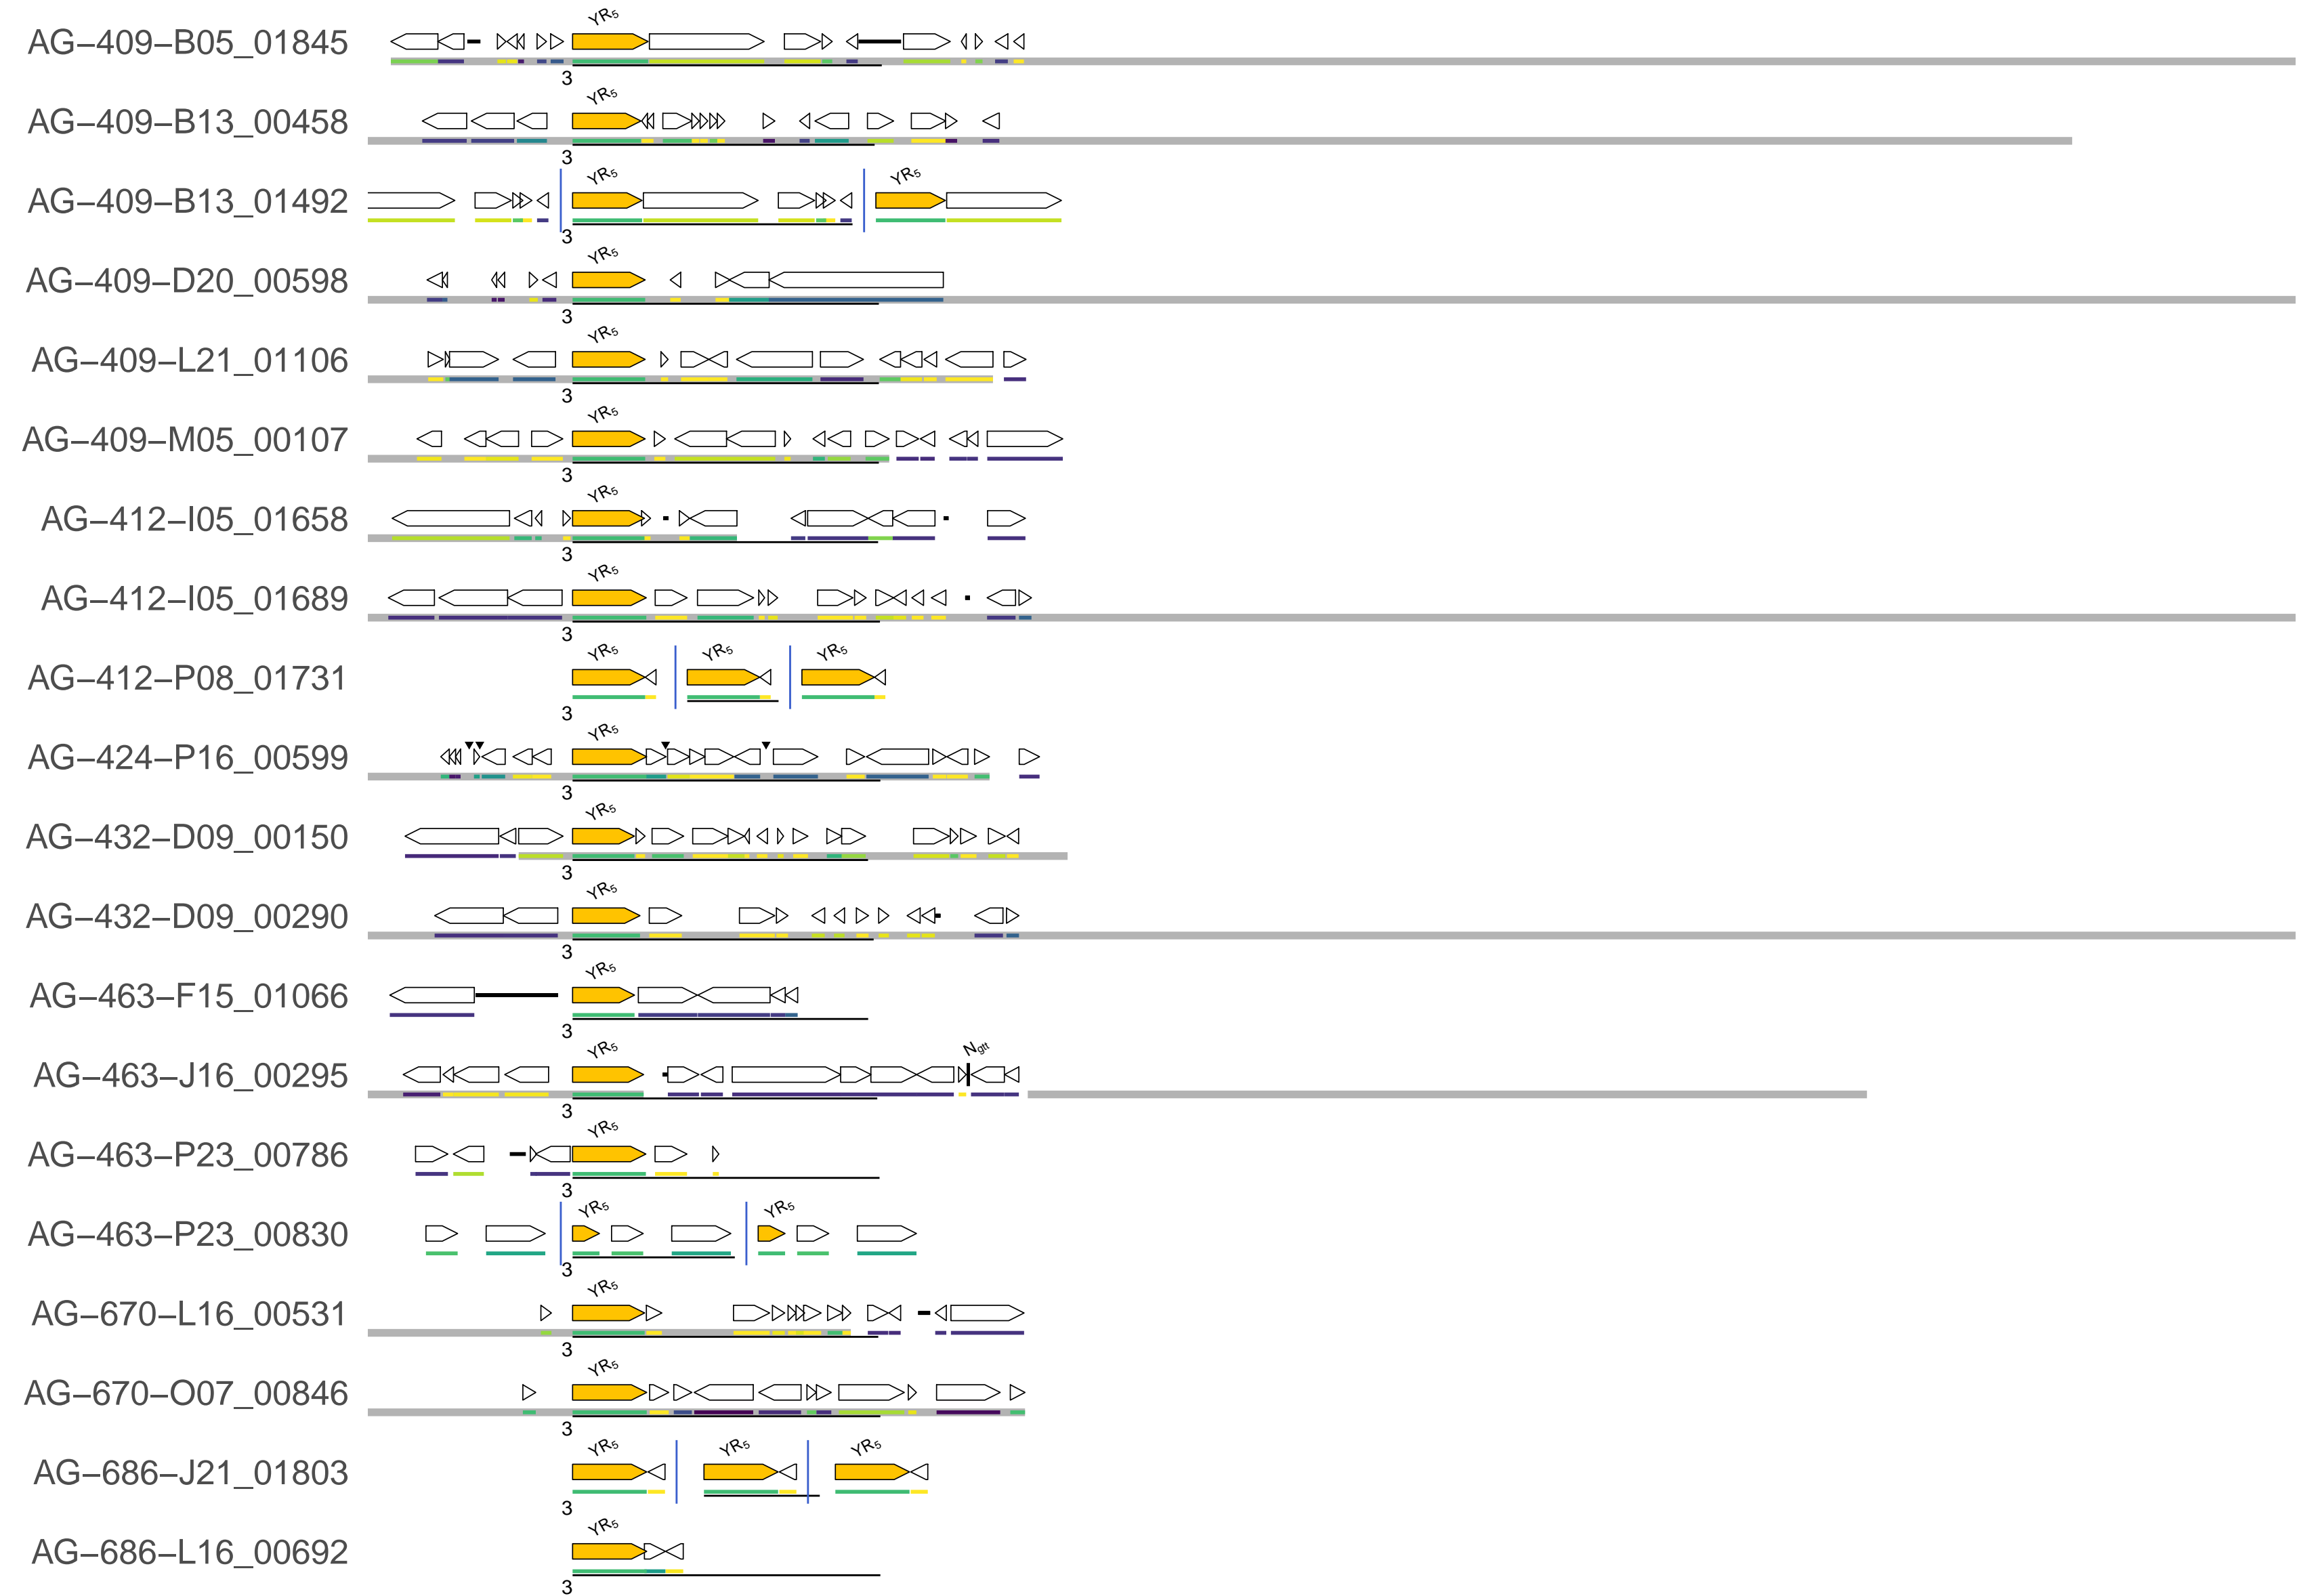 YR5
AG–409–B05_01845
3
YR5
AG–409–B13_00458
3
YR5 YR5
AG–409–B13_01492
3
YR5
AG–409–D20_00598
3
YR5
AG–409–L21_01106
3
YR5
AG–409–M05_00107
3
YR5
AG–412–I05_01658
3
YR5
AG–412–I05_01689
3
YR5 YR5 YR5
AG–412–P08_01731
3
YR5
AG–424–P16_00599
3
YR5
AG–432–D09_00150
3
YR5
AG–432–D09_00290
3
YR5
AG–463–F15_01066
3
YR5 Ngtt
AG–463–J16_00295
3
YR5
AG–463–P23_00786
3
YR5 YR5
AG–463–P23_00830
3
YR5
AG–670–L16_00531
3
YR5
AG–670–O07_00846
3
YR5 YR5 YR5
AG–686–J21_01803
3
YR5
AG–686–L16_00692
3